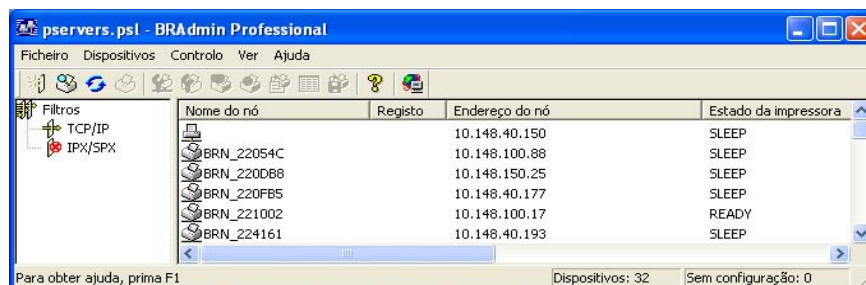 pservers.psl - BRAdmin Professional
Ficheiro Dispositivos Controlo Ver Ajuda
Filtros
TCP/IP
IPX/SPX
Nome do nó Registo Endereço do nó Estado da impressora
10.148.40.150 SLEEP
BRN_22054C 10.148.100.88 SLEEP
BRN_220DB8 10.148.150.25 SLEEP
BRN_220FB5 10.148.40.177 SLEEP
BRN_221002 10.148.100.17 READY
BRN_224161 10.148.40.193 SLEEP
Para obter ajuda, prima F1 Dispositivos: 32 Sem configuração: 0